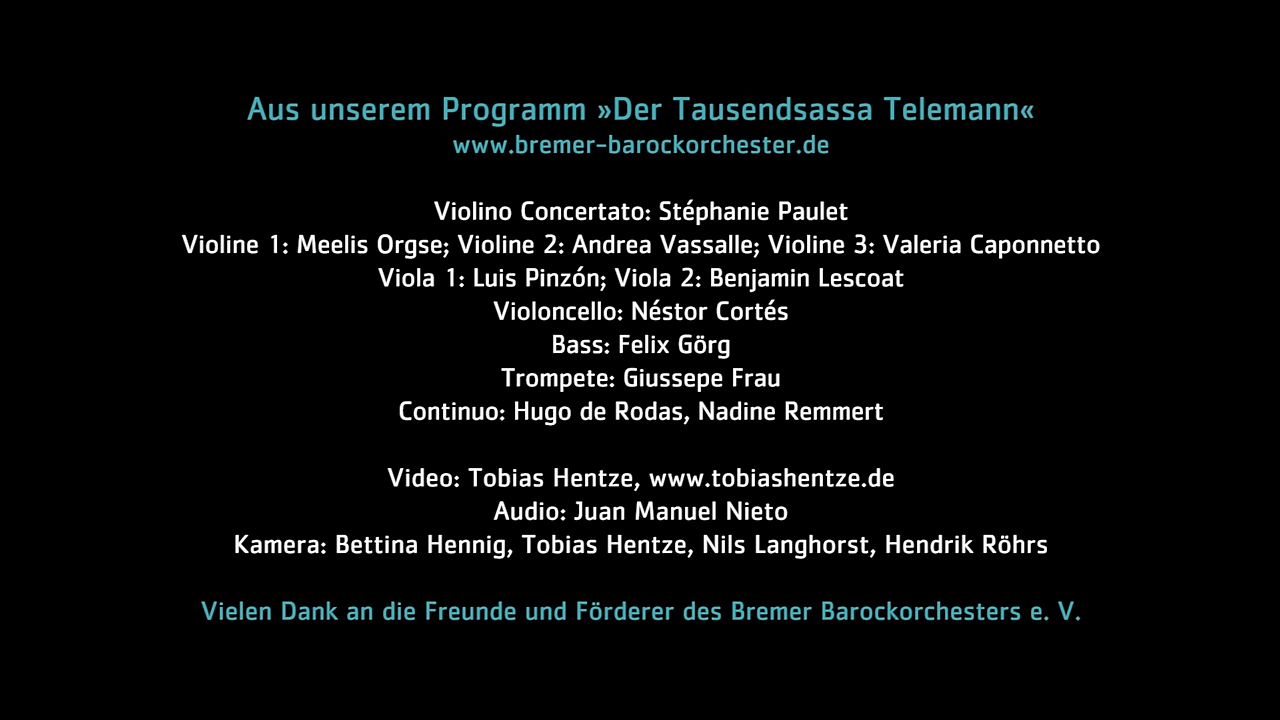 Aus unserem Programm »Der Tausendsassa Telemann«
www.bremer-barockorchester.de
Violino Concertato: Stéphanie Paulet
Violine 1: Meelis Orgse; Violine 2: Andrea Vassalle; Violine 3: Valeria Caponnetto
Viola 1: Luis Pinzón; Viola 2: Benjamin Lescoat
Violoncello: Néstor Cortés
Bass: Felix Görg
Trompete: Giussepe Frau
Continuo: Hugo de Rodas, Nadine Remmert
Video: Tobias Hentze, www.tobiashentze.de
Audio: Juan Manuel Nieto
Kamera: Bettina Hennig, Tobias Hentze, Nils Langhorst, Hendrik Röhrs
Vielen Dank an die Freunde und Förderer des Bremer Barockorchesters e. V.